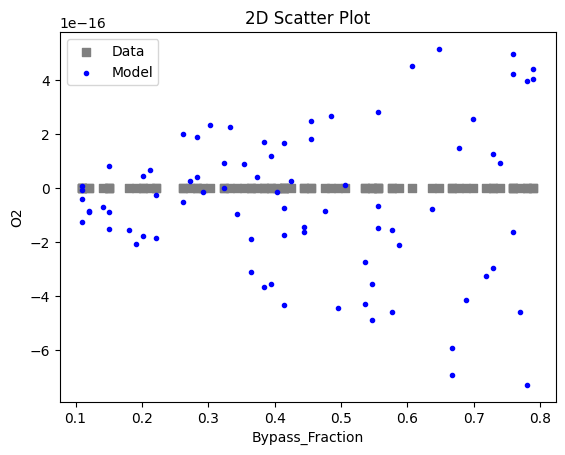 2D Scatter Plot
1e−16
Data
Model
4
2
0
−2
−4
−6
O2
0.1 0.2 0.3 0.4 0.5 0.6 0.7 0.8
Bypass_Fraction